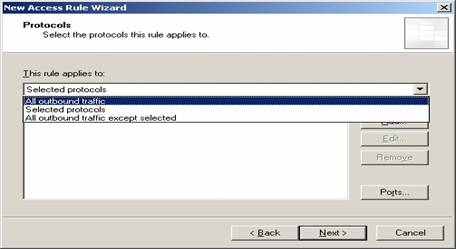 New Access Rule Wizard
Protocols
Select the protocols this rule applies to.
This rule applies to:
Selected protocols
All outbound traffic
Selected protocols
All outbound traffic except selected
Add...
Edit...
Remove
Ports...
< Back
Next >
Cancel